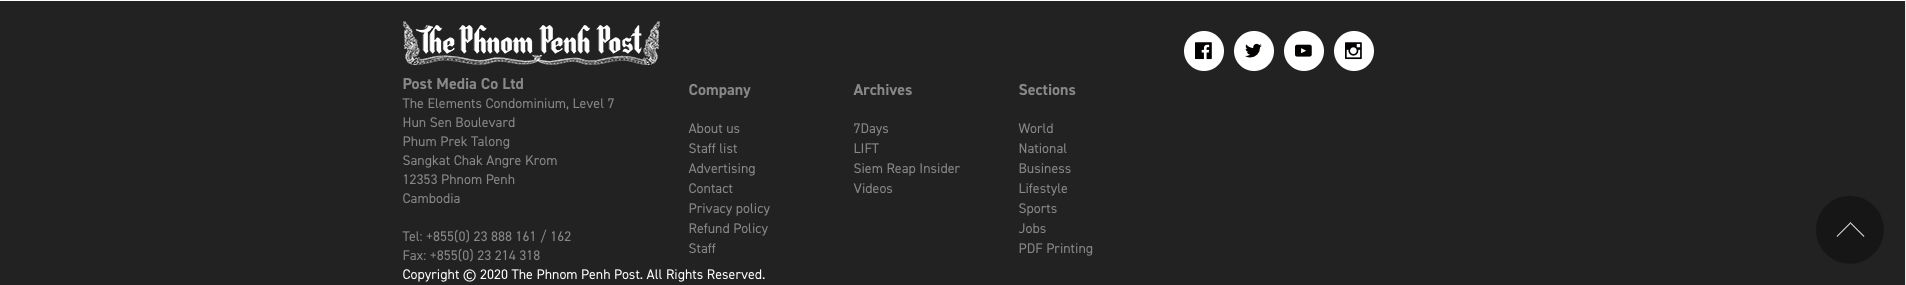 The Phnom Penh Post
Post Media Co Ltd
The Elements Condominium, Level 7
Hun Sen Boulevard
Phum Prek Talong
Sangkat Chak Angre Krom
12353 Phnom Penh
Cambodia
Tel: +855(0) 23 888 161 / 162
Fax: +855(0) 23 214 318
Company
About us
Staff list
Advertising
Contact
Privacy policy
Refund Policy
Staff
Archives
7Days
LIFT
Siem Reap Insider
Videos
Sections
World
National
Business
Lifestyle
Sports
Jobs
PDF Printing
Copyright © 2020 The Phnom Penh Post. All Rights Reserved.